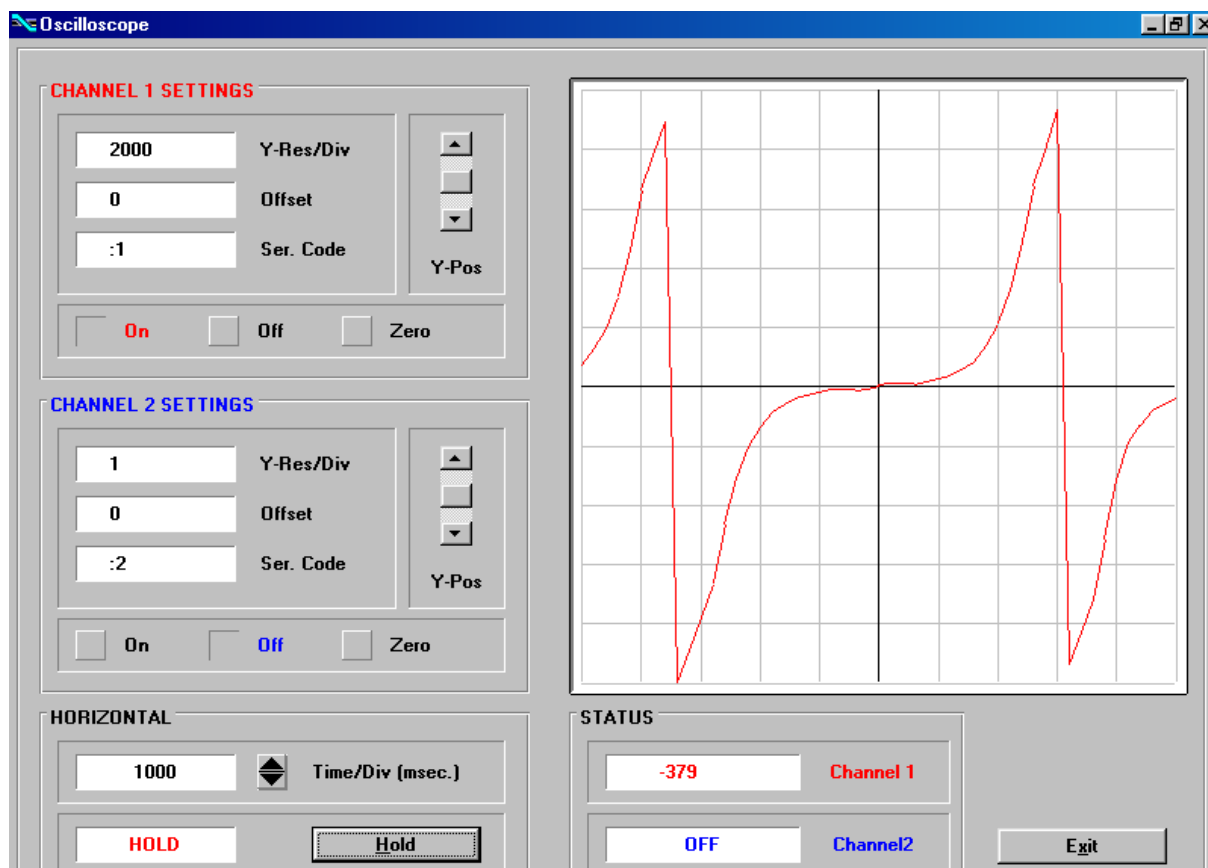 Oscilloscope
CHANNEL 1 SETTINGS
2000 Y-Res/Div
0 Offset
:1 Ser. Code
Y-Pos
On Off Zero
CHANNEL 2 SETTINGS
1 Y-Res/Div
0 Offset
:2 Ser. Code
Y-Pos
On Off Zero
HORIZONTAL
1000 Time/Div (msec.)
HOLD Hold
STATUS
-379 Channel 1
OFF Channel2
Exit